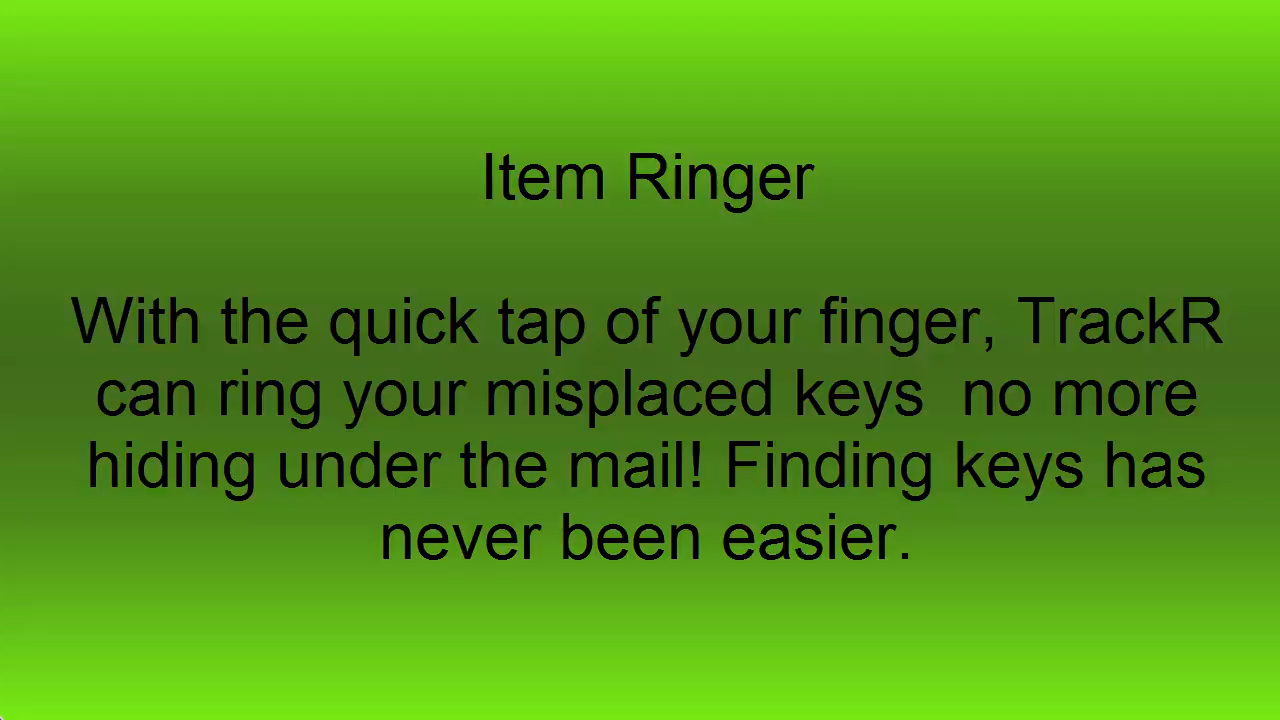 Item Ringer
With the quick tap of your finger, TrackR
can ring your misplaced keys  no more
hiding under the mail! Finding keys has
never been easier.